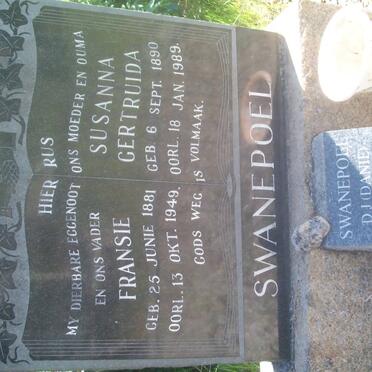 HIER RUS
MY DIERBARE EGGENOOT
EN ONS VADER
FRANSIE
GEB. 25 JUNIE 1881
OORL. 13 OKT. 1949.
ONS MOEDER EN OUMA
SUSANNA
GERTRUIDA
GEB. 6 SEPT. 1890
OORL. 18 JAN. 1989.
GODS WEG IS VOLMAAK.
SWANEPOEL
SWANEPOEL
D.J (DANIE